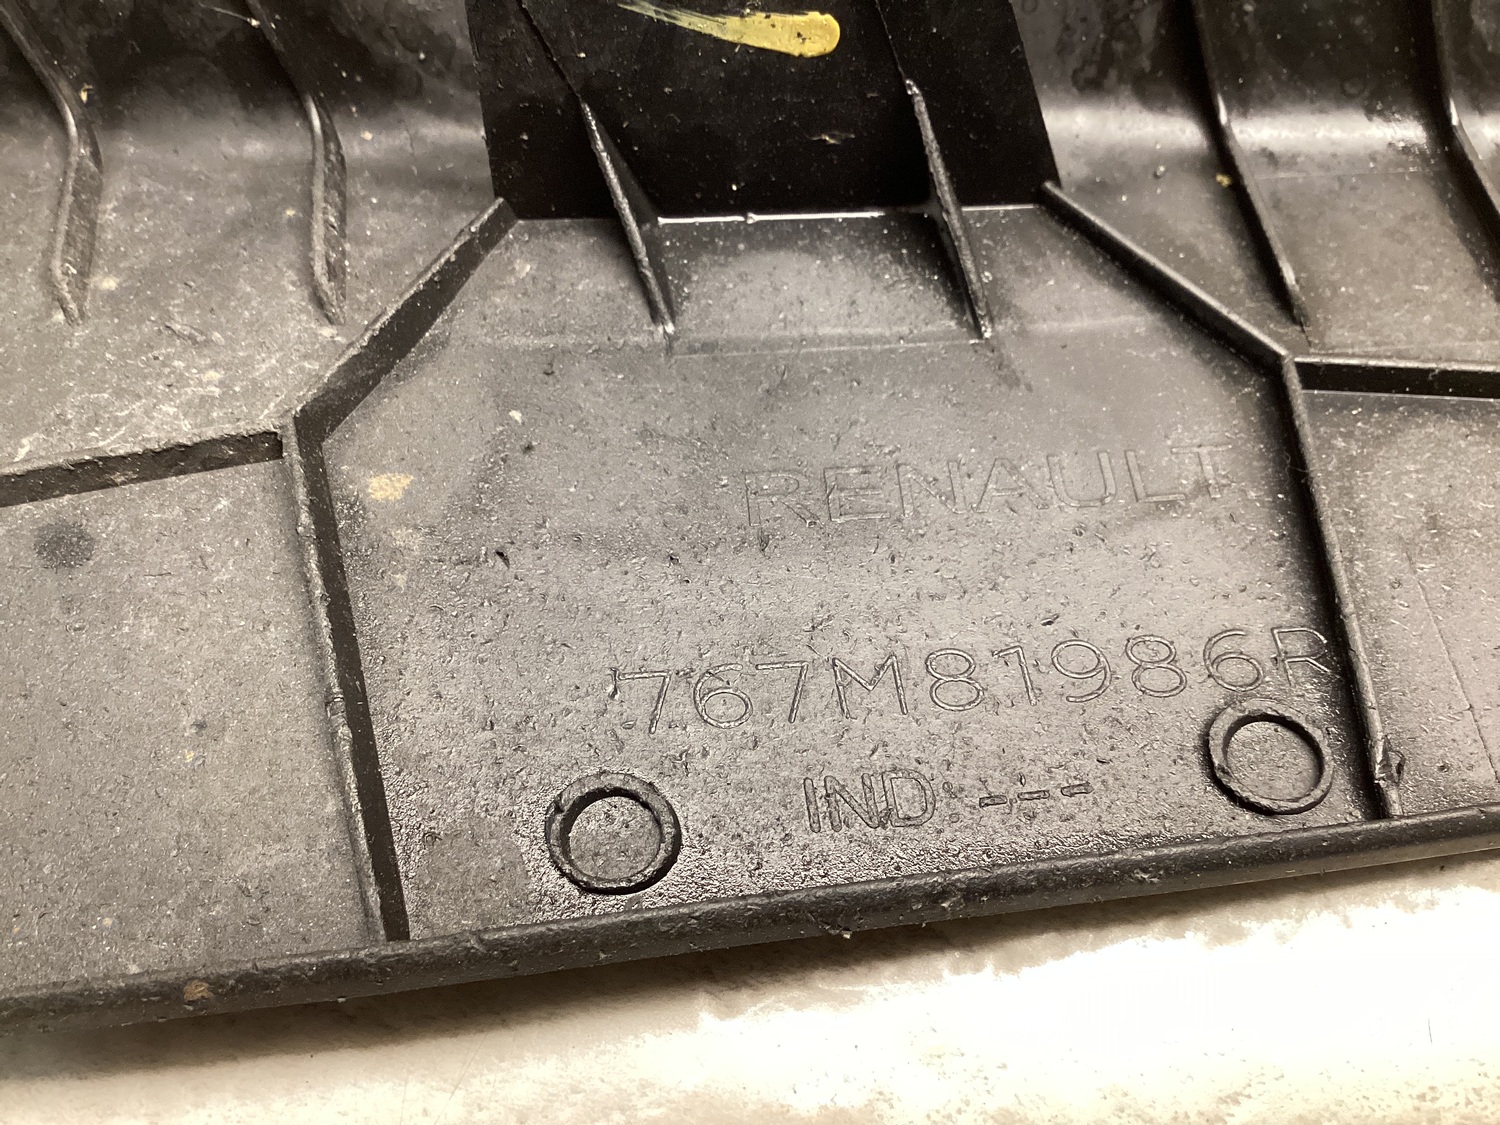 RENAULT
767M81986R
IND:---